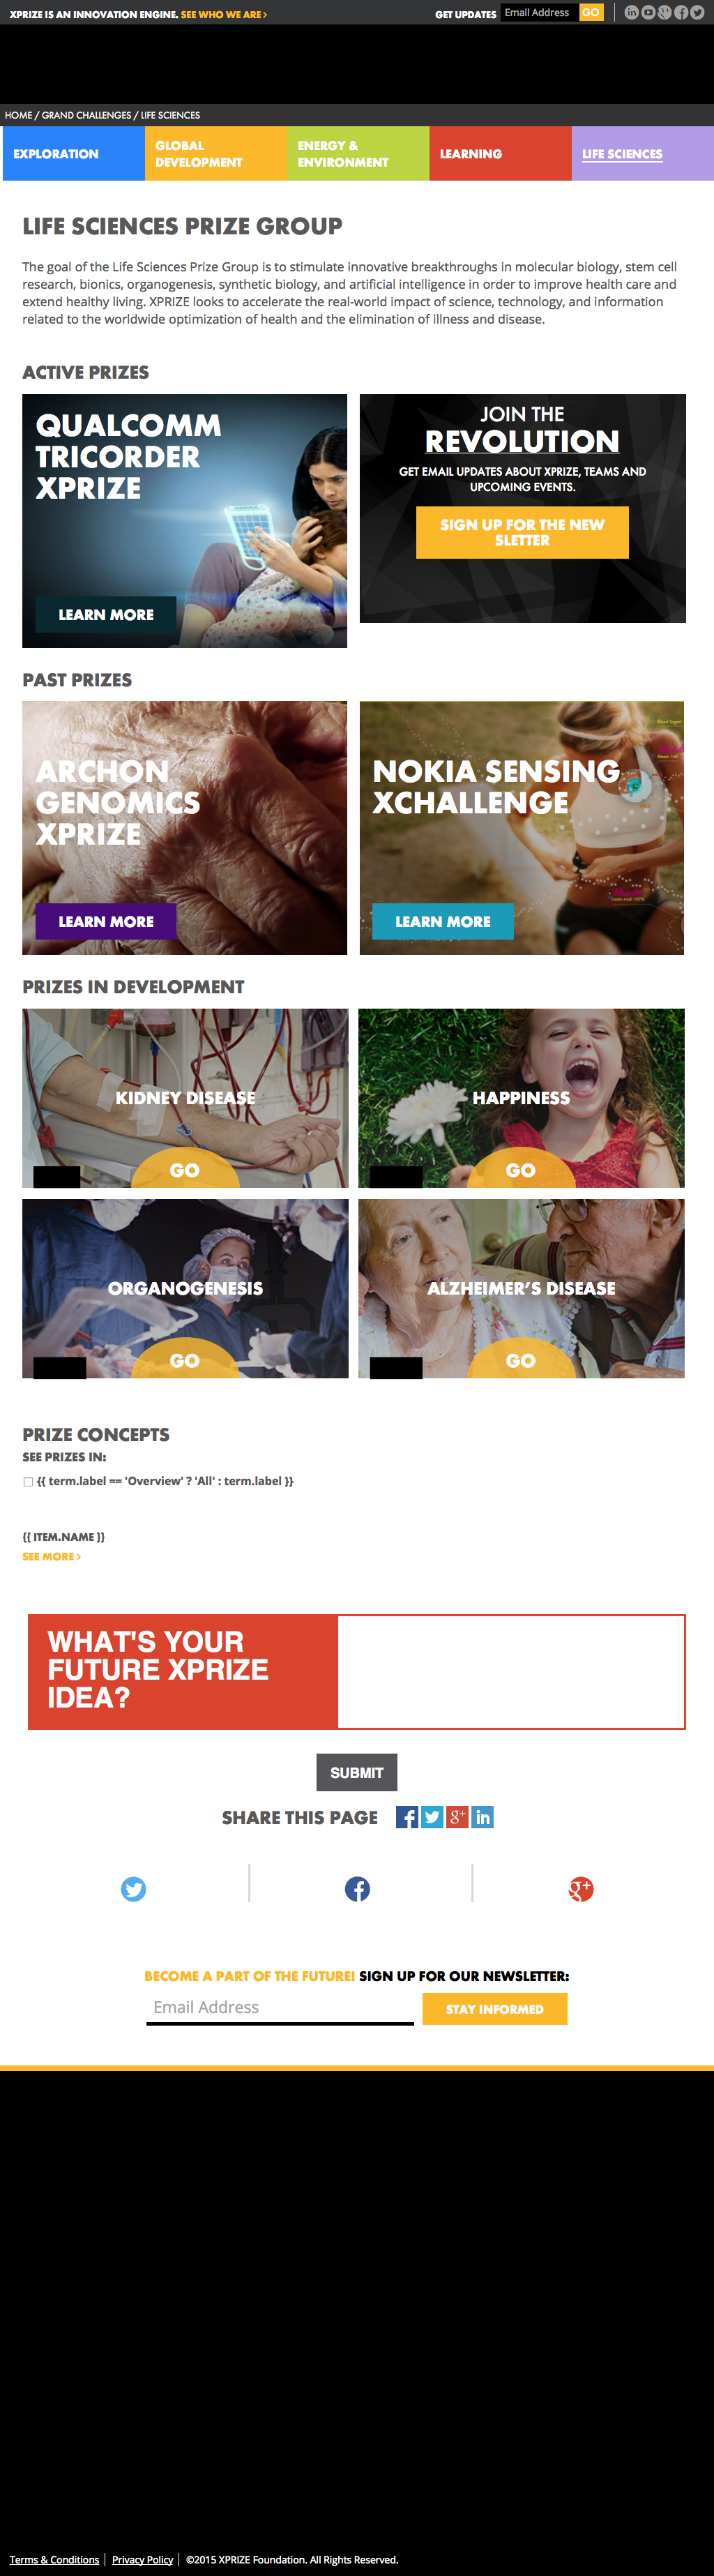 XPRIZE IS AN INNOVATION ENGINE. SEE WHO WE ARE >
GET UPDATES Email Address GO
HOME / GRAND CHALLENGES / LIFE SCIENCES
EXPLORATION
GLOBAL
DEVELOPMENT
ENERGY &
ENVIRONMENT
LEARNING
LIFE SCIENCES
LIFE SCIENCES PRIZE GROUP
The goal of the Life Sciences Prize Group is to stimulate innovative breakthroughs in molecular biology, stem cell
research, bionics, organogenesis, synthetic biology, and artificial intelligence in order to improve health care and
extend healthy living. XPRIZE looks to accelerate the real-world impact of science, technology, and information
related to the worldwide optimization of health and the elimination of illness and disease.
ACTIVE PRIZES
QUALCOMM
TRICORDER
XPRIZE
LEARN MORE
JOIN THE
REVOLUTION
GET EMAIL UPDATES ABOUT XPRIZE, TEAMS AND
UPCOMING EVENTS.
SIGN UP FOR THE NEW
SLETTER
PAST PRIZES
ARCHON
GENOMICS
XPRIZE
LEARN MORE
NOKIA SENSING
XCHALLENGE
LEARN MORE
PRIZES IN DEVELOPMENT
KIDNEY DISEASE
GO
HAPPINESS
GO
ORGANOGENESIS
GO
ALZHEIMER'S DISEASE
GO
PRIZE CONCEPTS
SEE PRIZES IN:
{{ term.label == 'Overview' ? 'All' : term.label }}
{{ ITEM.NAME }}
SEE MORE >
WHAT'S YOUR
FUTURE XPRIZE
IDEA?
SUBMIT
SHARE THIS PAGE
BECOME A PART OF THE FUTURE! SIGN UP FOR OUR NEWSLETTER:
Email Address
STAY INFORMED
Terms & Conditions | Privacy Policy | ©2015 XPRIZE Foundation. All Rights Reserved.